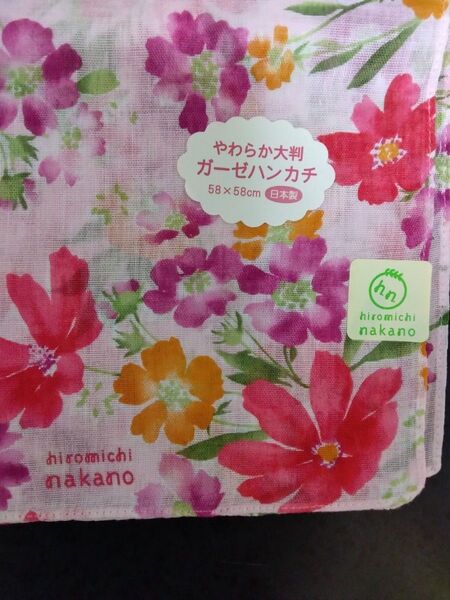 やわらか大判
ガーゼハンカチ
58×58cm 日本製
hn
hiromichi
nakano
hiromichi
nakano